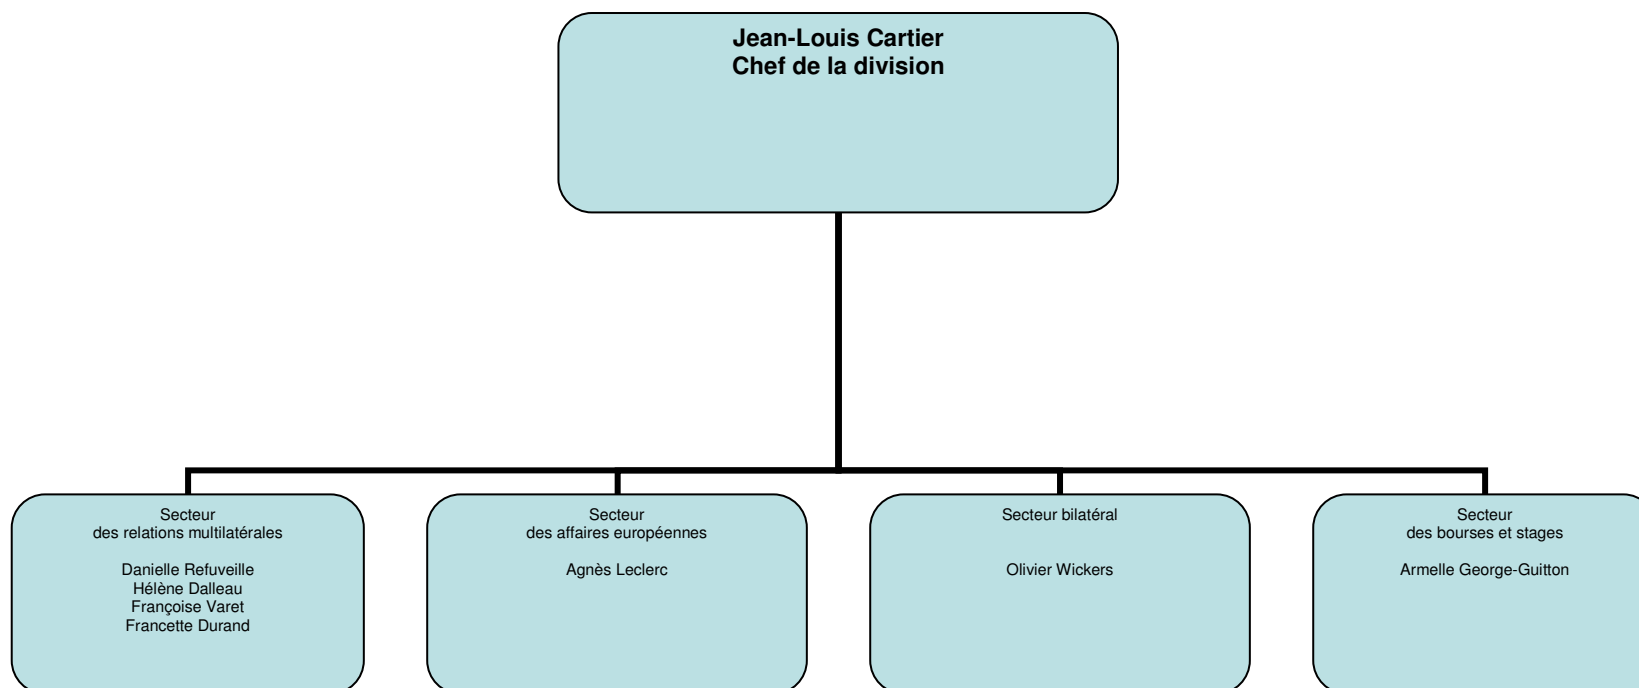 Jean-Louis Cartier
Chef de la division
Secteur
des relations multilatérales
Danielle Refuveille
Hélène Dalleau
Françoise Varet
Francette Durand
Secteur
des affaires européennes
Agnès Leclerc
Secteur bilatéral
Olivier Wickers
Secteur
des bourses et stages
Armelle George-Guitton